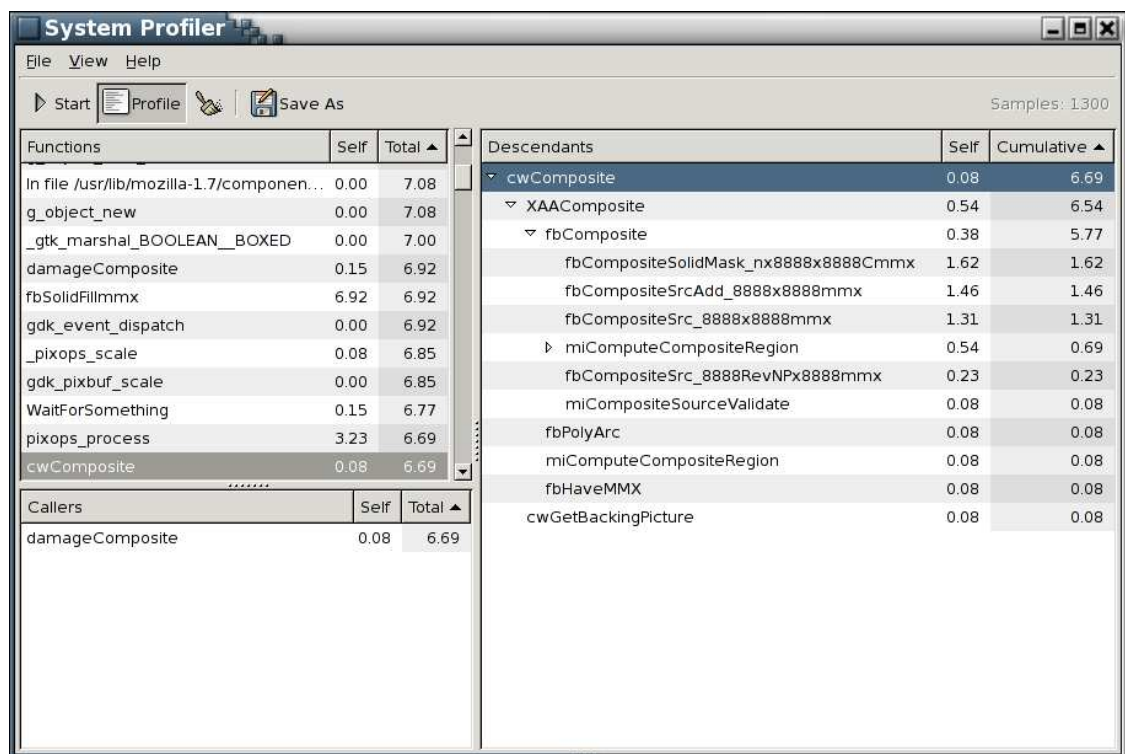 System Profiler
File View Help
Start Profile Save As Samples: 1300
Functions Self Total
In file /usr/lib/mozilla-1.7/componen... 0.00 7.08
g_object_new 0.00 7.08
_gtk_marshal_BOOLEAN__BOXED 0.00 7.00
damageComposite 0.15 6.92
fbSolidFillmmx 6.92 6.92
gdk_event_dispatch 0.00 6.92
_pixops_scale 0.08 6.85
gdk_pixbuf_scale 0.00 6.85
WaitForSomething 0.15 6.77
pixops_process 3.23 6.69
cwComposite 0.08 6.69
Callers Self Total
damageComposite 0.08 6.69
Descendants Self Cumulative
cwComposite 0.08 6.69
XAAComposite 0.54 6.54
fbComposite 0.38 5.77
fbCompositeSolidMask_nx8888x8888Cmmx 1.62 1.62
fbCompositeSrcAdd_8888x8888mmx 1.46 1.46
fbCompositeSrc_8888x8888mmx 1.31 1.31
miComputeCompositeRegion 0.54 0.69
fbCompositeSrc_8888RevNPx8888mmx 0.23 0.23
miCompositeSourceValidate 0.08 0.08
fbPolyArc 0.08 0.08
miComputeCompositeRegion 0.08 0.08
fbHaveMMX 0.08 0.08
cwGetBackingPicture 0.08 0.08